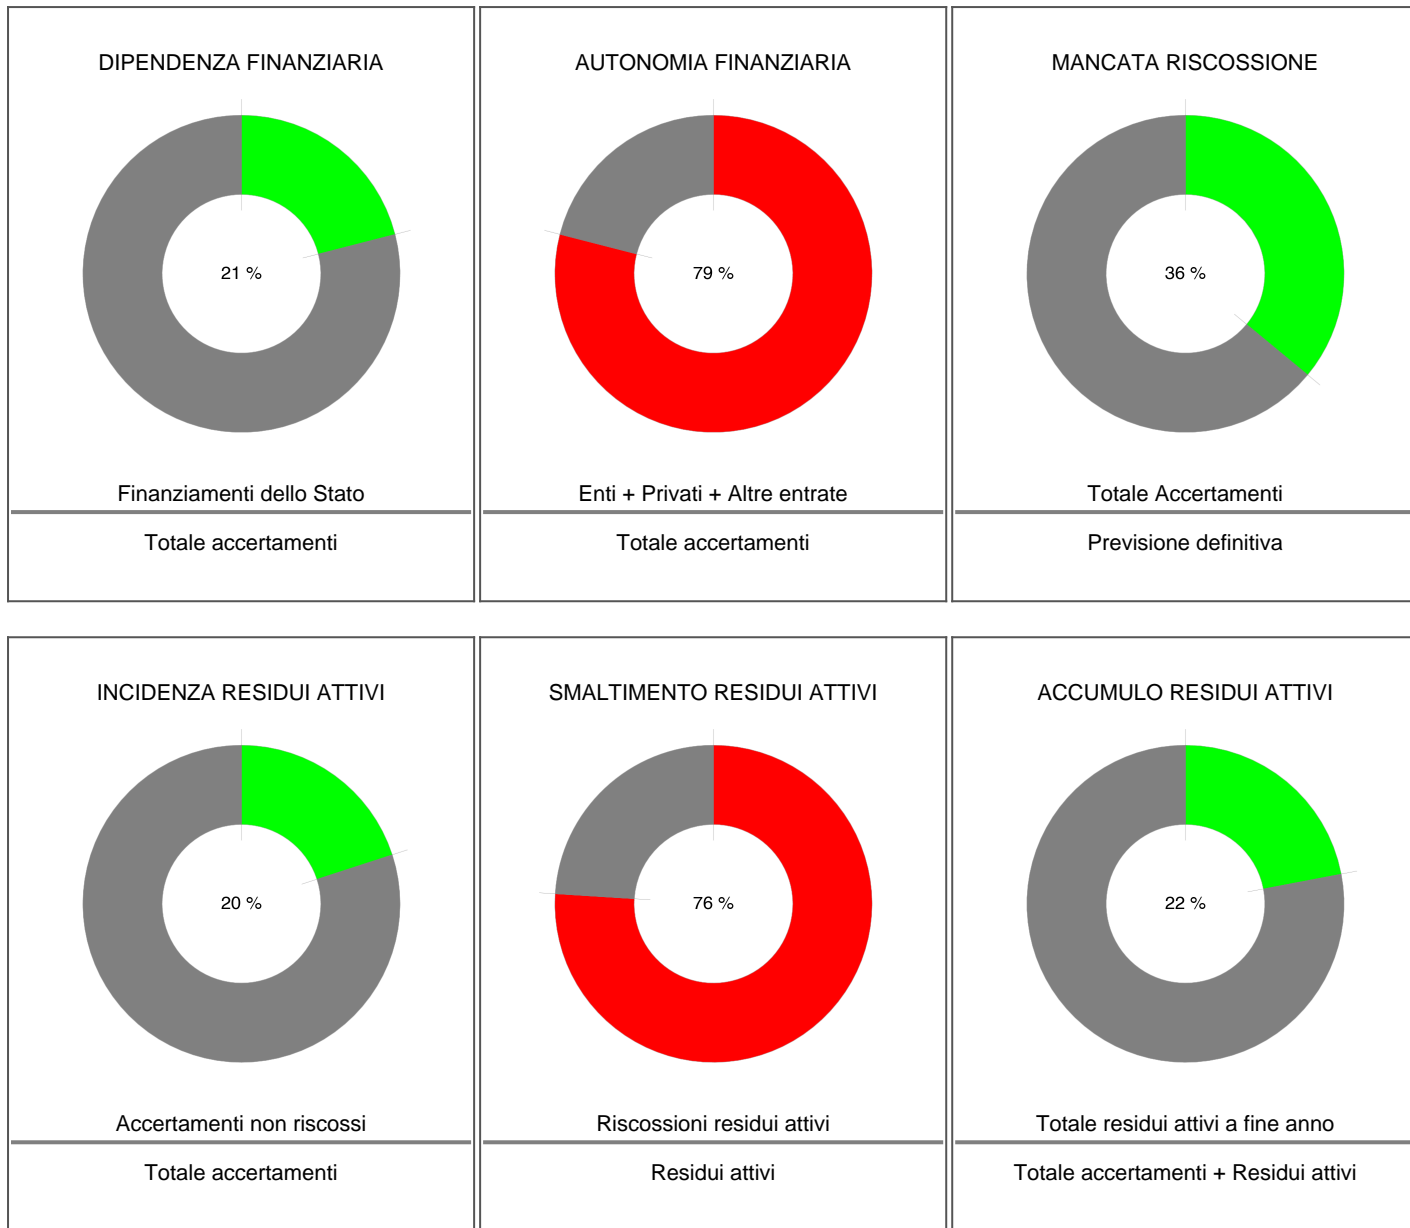 DIPENDENZA FINANZIARIA
21 %
Finanziamenti dello Stato
Totale accertamenti
AUTONOMIA FINANZIARIA
79 %
Enti + Privati + Altre entrate
Totale accertamenti
MANCATA RISCOSSIONE
36 %
Totale Accertamenti
Previsione definitiva
INCIDENZA RESIDUI ATTIVI
20 %
Accertamenti non riscossi
Totale accertamenti
SMALTIMENTO RESIDUI ATTIVI
76 %
Riscossioni residui attivi
Residui attivi
ACCUMULO RESIDUI ATTIVI
22 %
Totale residui attivi a fine anno
Totale accertamenti + Residui attivi